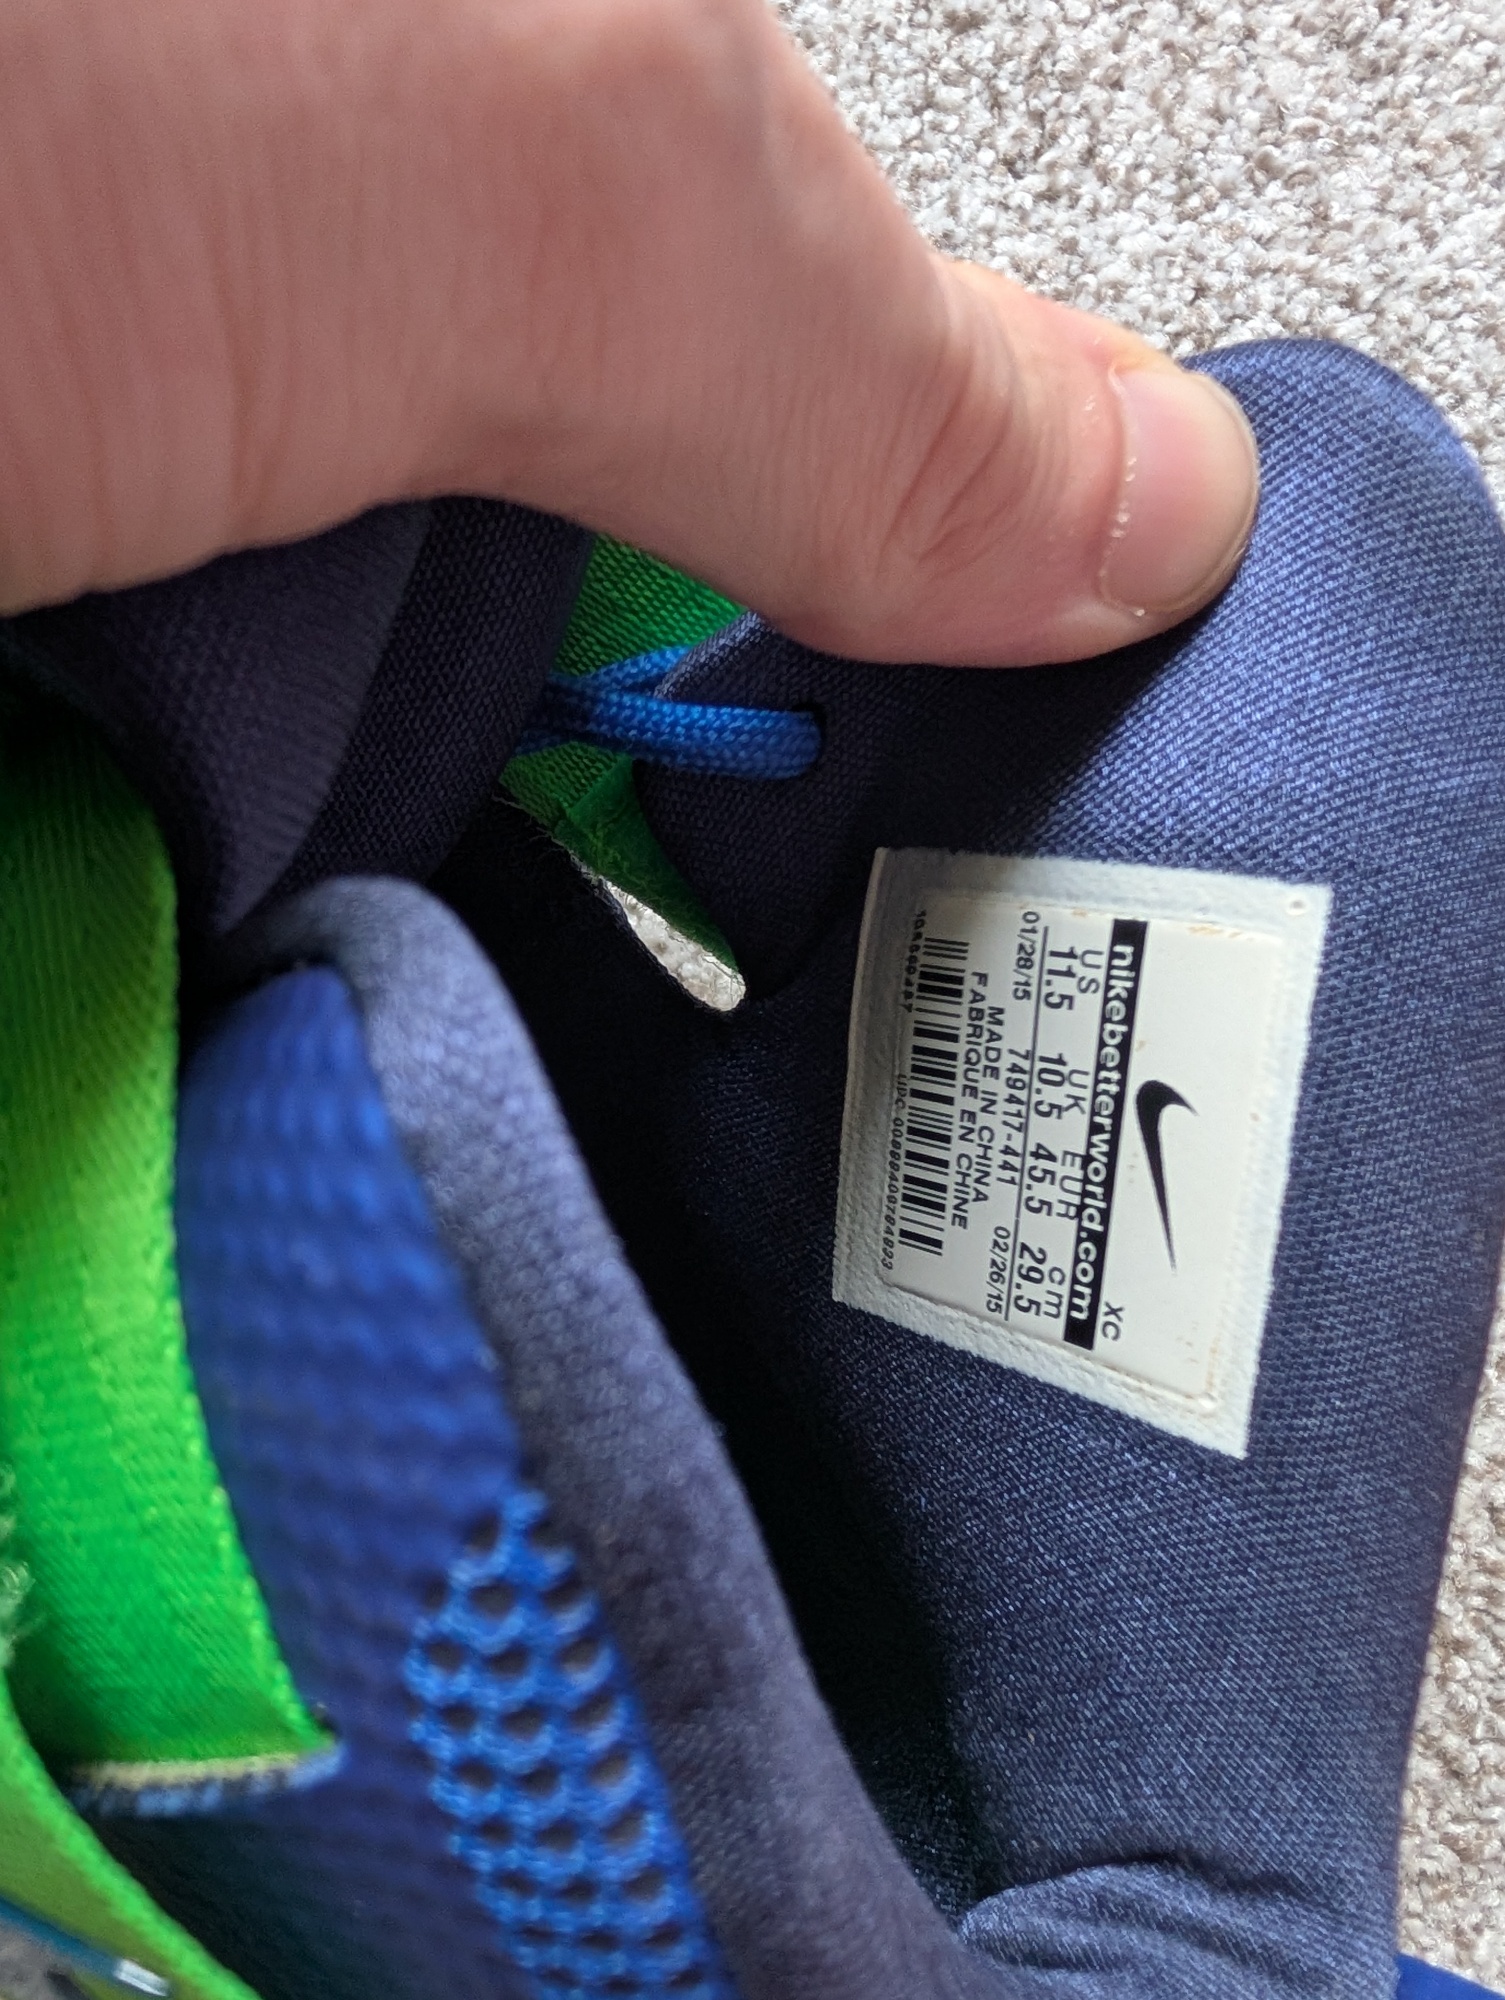 XC
nikebetterworld.com
US UK EUR cm
11.5 10.5 45.5 29.5
01/28/15 749417-441 02/26/15
MADE IN CHINA
FABRIQUE EN CHINE